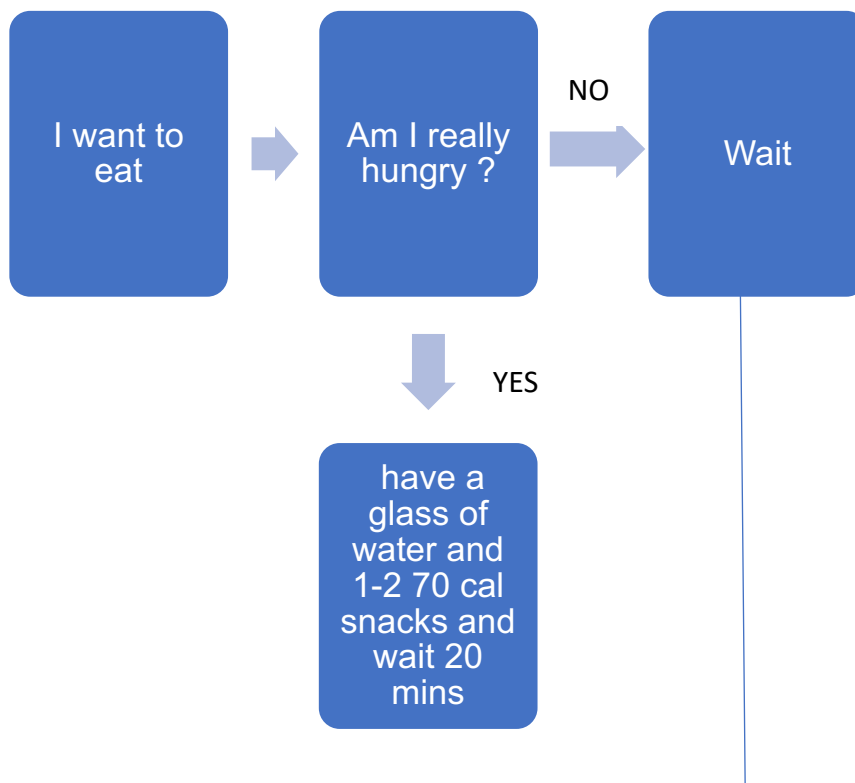 I want to
eat
Am I really
hungry ?
NO
Wait
YES
have a
glass of
water and
1-2 70 cal
snacks and
wait 20
mins